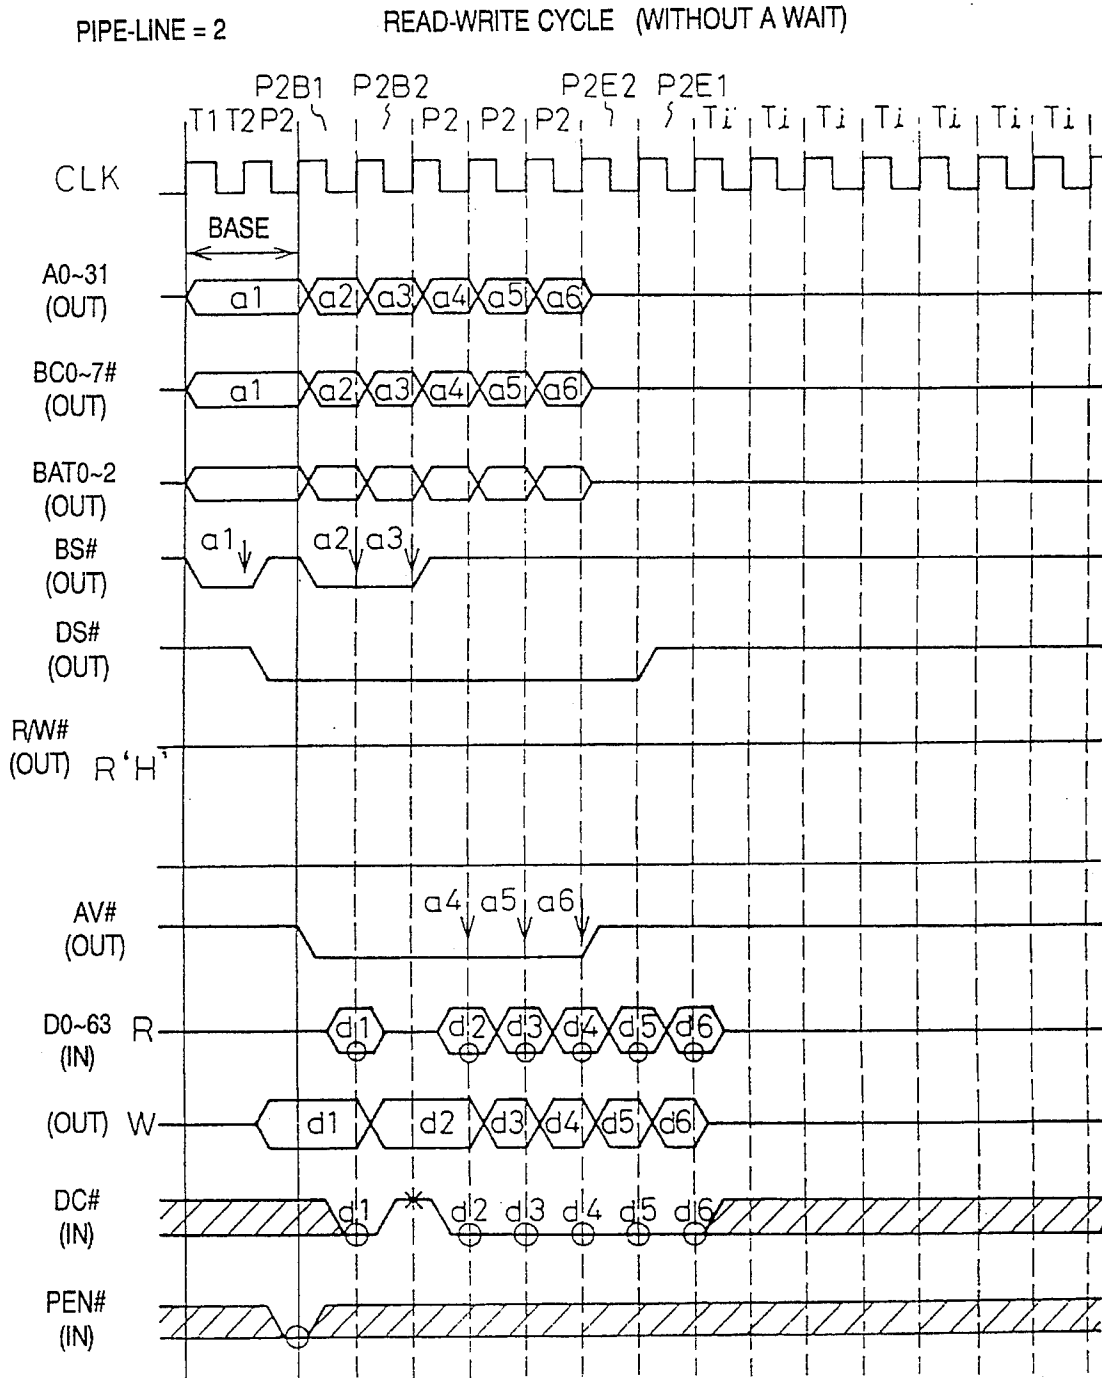 PIPE-LINE = 2
READ-WRITE CYCLE (WITHOUT A WAIT)
P2B1 P2B2 P2E2 P2E1
T1 T2 P2 P2 P2 P2 Ti Ti Ti Ti Ti Ti Ti
CLK
BASE
A0~31
(OUT)
a1 a2 a3 a4 a5 a6
BC0~7#
(OUT)
a1 a2 a3 a4 a5 a6
BAT0~2
(OUT)
BS#
(OUT)
a1 a2 a3
DS#
(OUT)
R/W#
(OUT) R 'H'
AV#
(OUT)
a4 a5 a6
D0~63 R
(IN)
d1 d2 d3 d4 d5 d6
(OUT) W
d1 d2 d3 d4 d5 d6
DC#
(IN)
d1 d2 d3 d4 d5 d6
PEN#
(IN)